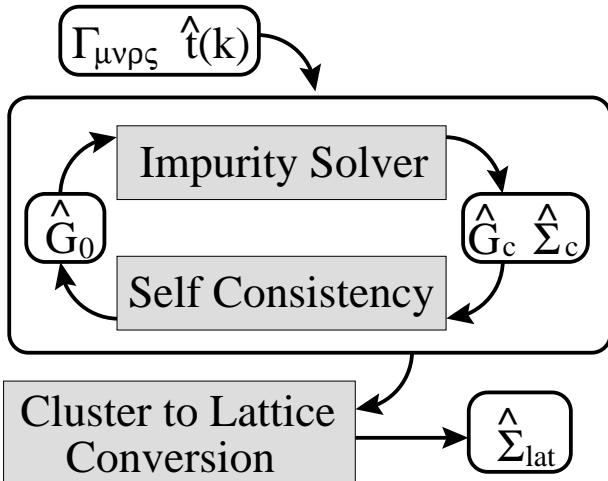 Γμνρς t̂(k)
Impurity Solver
Ĝ₀
Ĝc Σ̂c
Self Consistency
Cluster to Lattice
Conversion
Σ̂lat